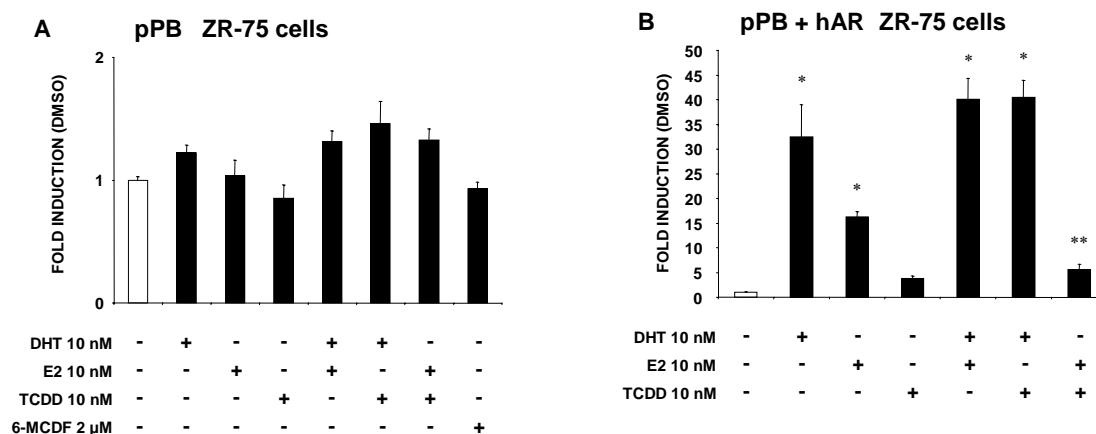 A pPB ZR-75 cells
FOLD INDUCTION (DMSO)
2
1
0
DHT 10 nM - + - - + + - -
E2 10 nM - - + - + - + -
TCDD 10 nM - - - + - + + -
6-MCDF 2 µM - - - - - - - +
B pPB + hAR ZR-75 cells
FOLD INDUCTION (DMSO)
50
45
40
35
30
25
20
15
10
5
0
* * * * **
DHT 10 nM - + - - + + -
E2 10 nM - - + - + - +
TCDD 10 nM - - - + - + +